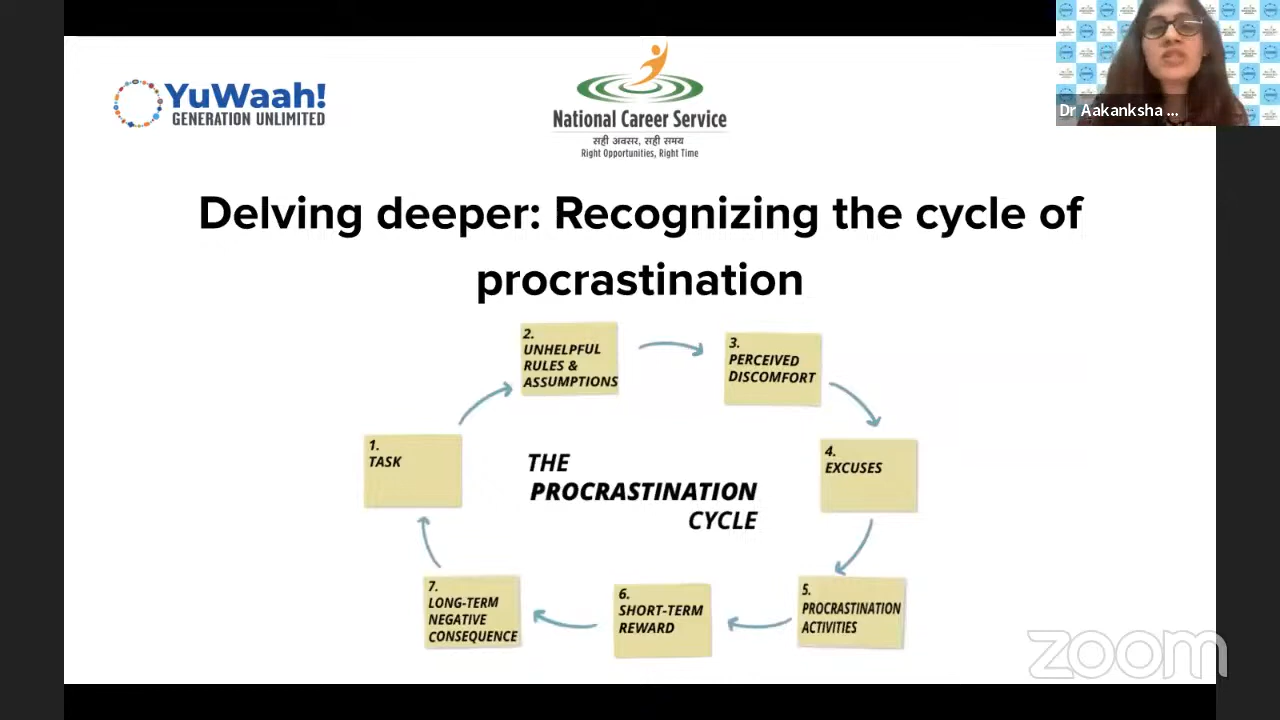 YuWaah!
GENERATION UNLIMITED
National Career Service
सही अवसर, सही समय
Right Opportunities, Right Time
Dr Aakanksha ...
Delving deeper: Recognizing the cycle of
procrastination
1.
TASK
2.
UNHELPFUL
RULES &
ASSUMPTIONS
3.
PERCEIVED
DISCOMFORT
4.
EXCUSES
THE
PROCRASTINATION
CYCLE
5.
PROCRASTINATION
ACTIVITIES
6.
SHORT-TERM
REWARD
7.
LONG-TERM
NEGATIVE
CONSEQUENCE
zoom